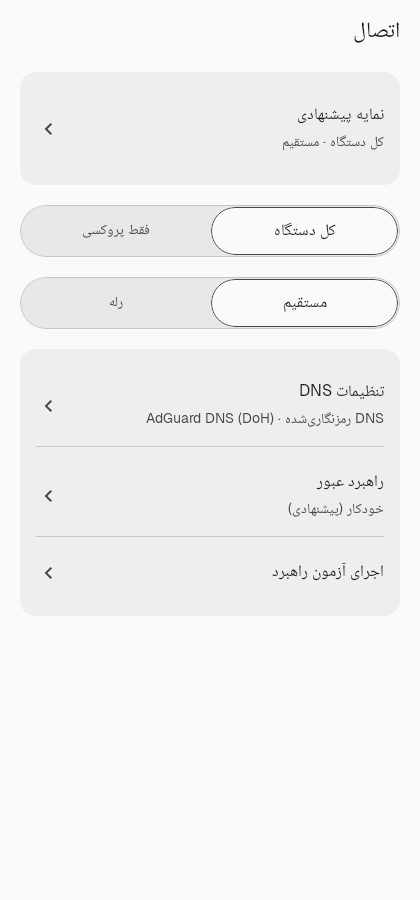 اتصال
نمایه پیشنهادی
کل دستگاه · مستقیم
کل دستگاه
فقط پروکسی
مستقیم
رله
تنظیمات DNS
DNS رمزنگاری‌شده · AdGuard DNS (DoH)
راهبرد عبور
خودکار (پیشنهادی)
اجرای آزمون راهبرد